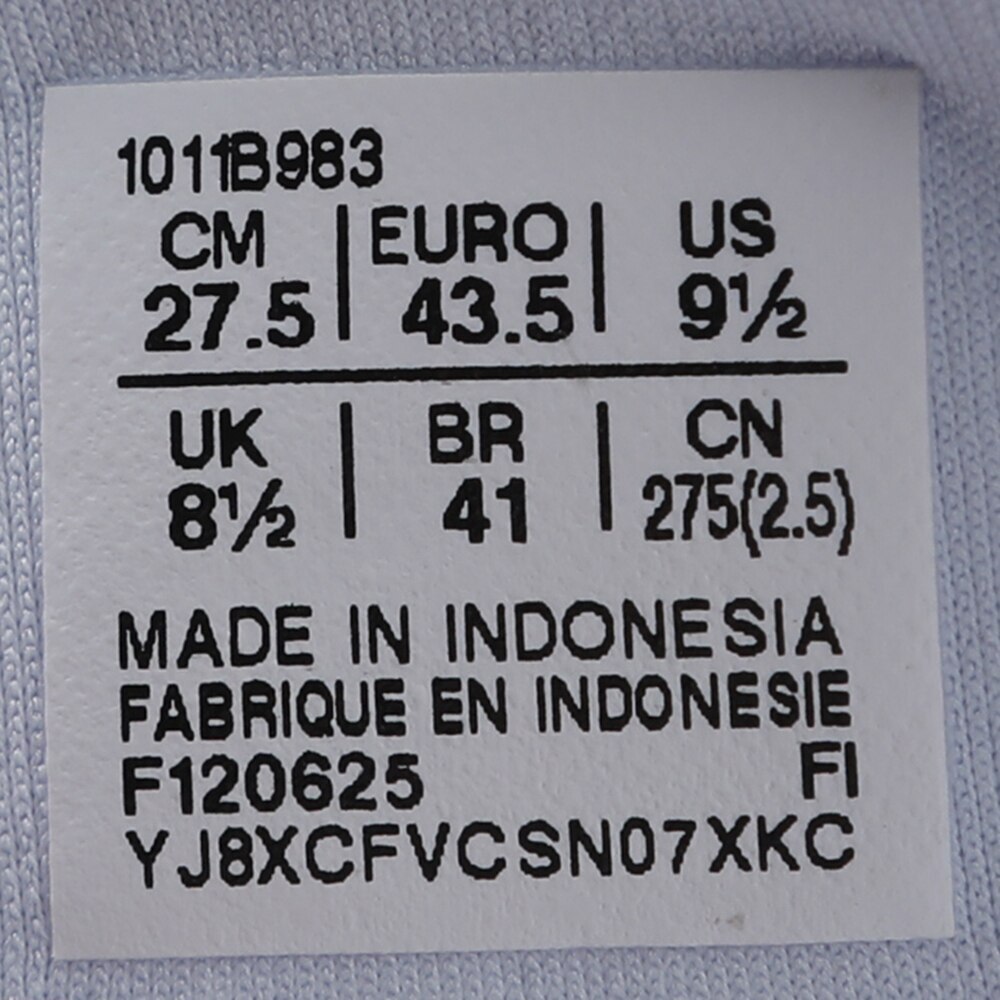 1011B983
CM | EURO | US
27.5 | 43.5 | 9½
UK | BR | CN
8½ | 41 | 275(2.5)
MADE IN INDONESIA
FABRIQUE EN INDONESIE
F120625 FI
YJ8XCFVCSN07XKC